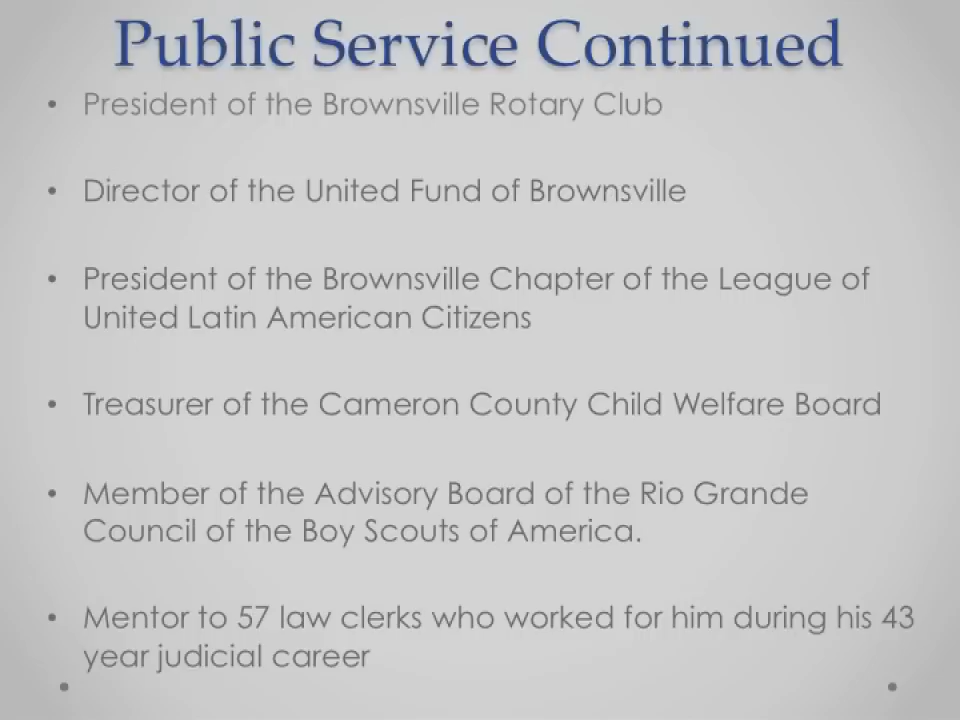 Public Service Continued
• President of the Brownsville Rotary Club
• Director of the United Fund of Brownsville
• President of the Brownsville Chapter of the League of
United Latin American Citizens
• Treasurer of the Cameron County Child Welfare Board
• Member of the Advisory Board of the Rio Grande
Council of the Boy Scouts of America.
• Mentor to 57 law clerks who worked for him during his 43
year judicial career